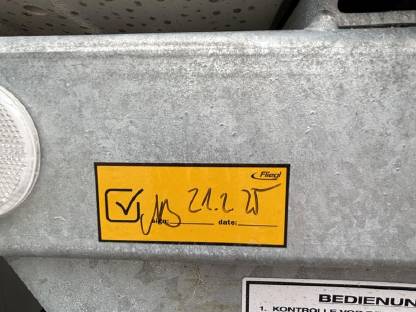 Fliegl
21.2.25
sign: date:
BEDIENUN
1. KONTROLLE VOR